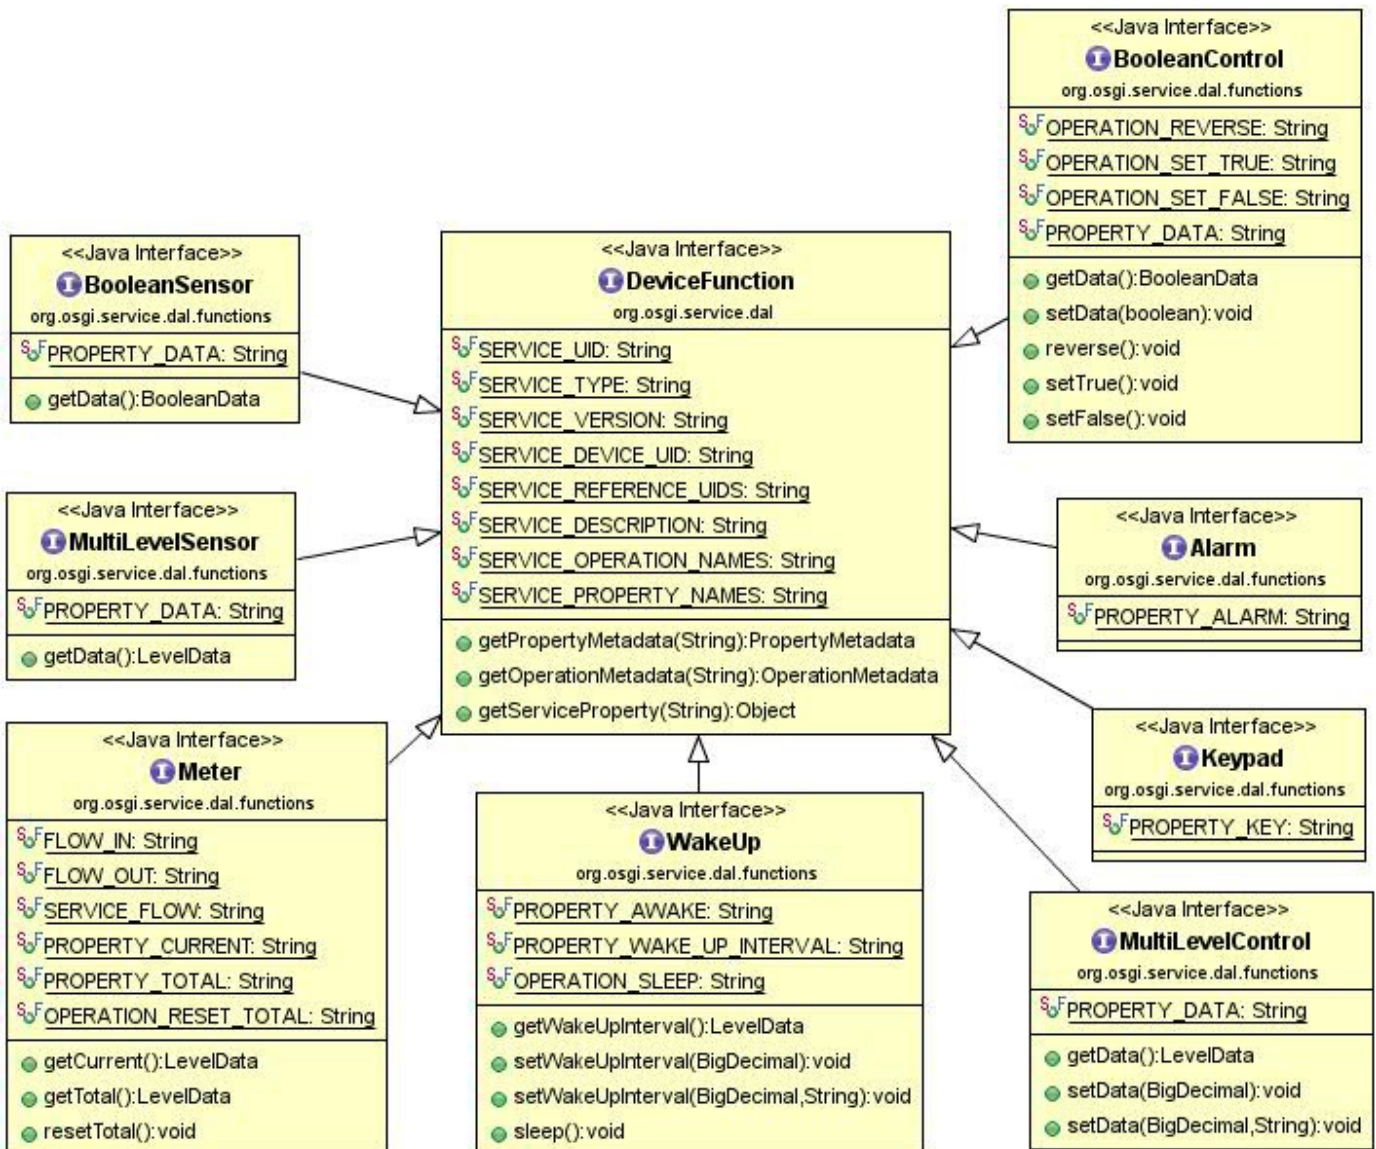 <<Java Interface>>
BooleanControl
org.osgi.service.dal.functions
OPERATION_REVERSE: String
OPERATION_SET_TRUE: String
OPERATION_SET_FALSE: String
PROPERTY_DATA: String
getData():BooleanData
setData(boolean):void
reverse():void
setTrue():void
setFalse():void
<<Java Interface>>
BooleanSensor
org.osgi.service.dal.functions
PROPERTY_DATA: String
getData():BooleanData
<<Java Interface>>
DeviceFunction
org.osgi.service.dal
SERVICE_UID: String
SERVICE_TYPE: String
SERVICE_VERSION: String
SERVICE_DEVICE_UID: String
SERVICE_REFERENCE_UIDS: String
SERVICE_DESCRIPTION: String
SERVICE_OPERATION_NAMES: String
SERVICE_PROPERTY_NAMES: String
getPropertyMetadata(String):PropertyMetadata
getOperationMetadata(String):OperationMetadata
getServiceProperty(String):Object
<<Java Interface>>
MultiLevelSensor
org.osgi.service.dal.functions
PROPERTY_DATA: String
getData():LevelData
<<Java Interface>>
Alarm
org.osgi.service.dal.functions
PROPERTY_ALARM: String
<<Java Interface>>
Keypad
org.osgi.service.dal.functions
PROPERTY_KEY: String
<<Java Interface>>
Meter
org.osgi.service.dal.functions
FLOW_IN: String
FLOW_OUT: String
SERVICE_FLOW: String
PROPERTY_CURRENT: String
PROPERTY_TOTAL: String
OPERATION_RESET_TOTAL: String
getCurrent():LevelData
getTotal():LevelData
resetTotal():void
<<Java Interface>>
WakeUp
org.osgi.service.dal.functions
PROPERTY_AWAKE: String
PROPERTY_WAKE_UP_INTERVAL: String
OPERATION_SLEEP: String
getWakeUpInterval():LevelData
setWakeUpInterval(BigDecimal):void
setWakeUpInterval(BigDecimal,String):void
sleep():void
<<Java Interface>>
MultiLevelControl
org.osgi.service.dal.functions
PROPERTY_DATA: String
getData():LevelData
setData(BigDecimal):void
setData(BigDecimal,String):void